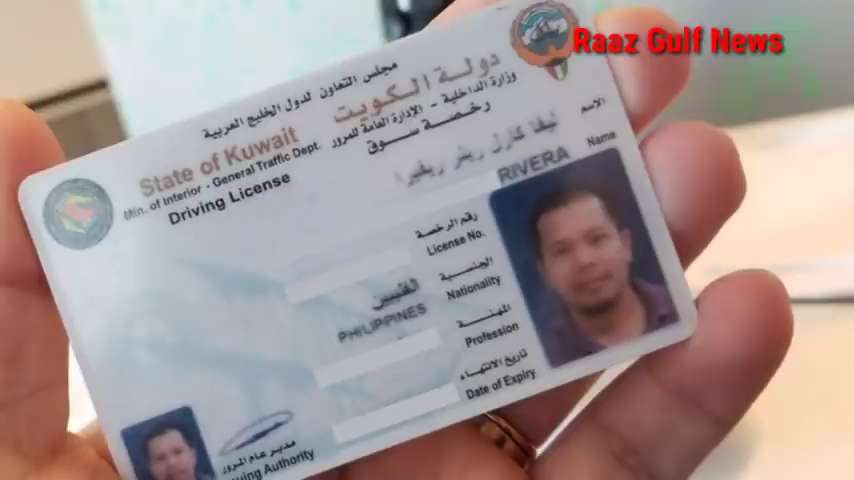 Raaz Gulf News
مجلس التعاون لدول الخليج العربية
دولة الكويت
State of Kuwait
وزارة الداخلية - الإدارة العامة للمرور
Min. of Interior - General Traffic Dept.
رخصة سوق
Driving License
الاسم
Name
RIVERA
رقم الرخصة
License No.
الجنسية
Nationality
الفلبين
PHILIPPINES
المهنة
Profession
تاريخ الانتهاء
Date of Expiry
مدير عام المرور
Authority